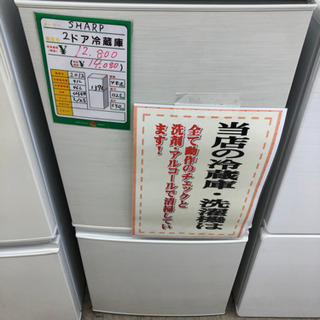 SHARP
2ドア冷蔵庫
¥12,800
¥14,080
2012
137L
当店の冷蔵庫・洗濯機は
全て動作のチェックと
洗剤・アルコールで清掃してい
ます！